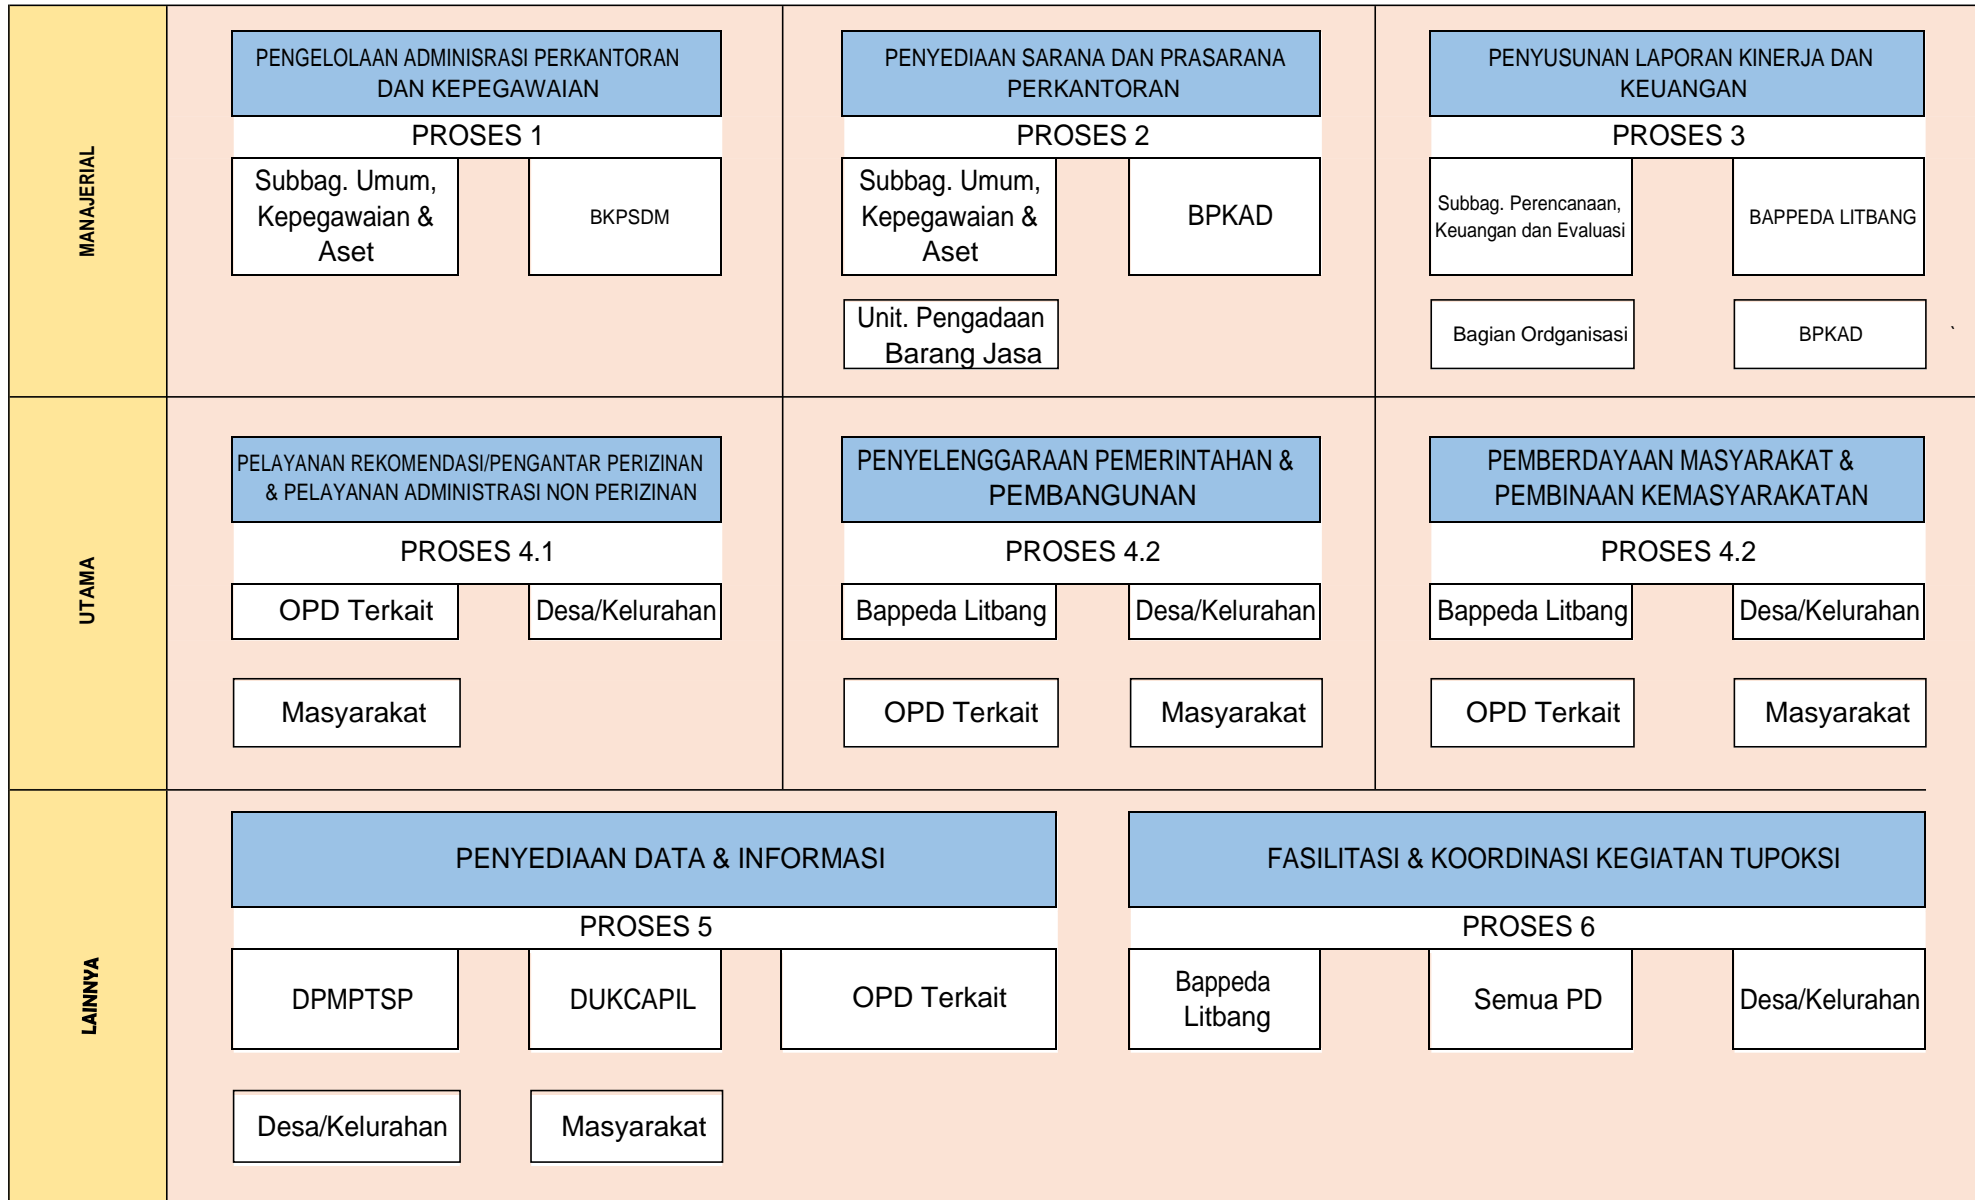 MANAJERIAL
PENGELOLAAN ADMINISRASI PERKANTORAN
DAN KEPEGAWAIAN
PROSES 1
Subbag. Umum,
Kepegawaian &
Aset
BKPSDM
PENYEDIAAN SARANA DAN PRASARANA
PERKANTORAN
PROSES 2
Subbag. Umum,
Kepegawaian &
Aset
BPKAD
Unit. Pengadaan
Barang Jasa
PENYUSUNAN LAPORAN KINERJA DAN
KEUANGAN
PROSES 3
Subbag. Perencanaan,
Keuangan dan Evaluasi
BAPPEDA LITBANG
Bagian Ordganisasi
BPKAD
`
UTAMA
PELAYANAN REKOMENDASI/PENGANTAR PERIZINAN
& PELAYANAN ADMINISTRASI NON PERIZINAN
PROSES 4.1
OPD Terkait
Desa/Kelurahan
Masyarakat
PENYELENGGARAAN PEMERINTAHAN &
PEMBANGUNAN
PROSES 4.2
Bappeda Litbang
Desa/Kelurahan
OPD Terkait
Masyarakat
PEMBERDAYAAN MASYARAKAT &
PEMBINAAN KEMASYARAKATAN
PROSES 4.2
Bappeda Litbang
Desa/Kelurahan
OPD Terkait
Masyarakat
LAINNYA
PENYEDIAAN DATA & INFORMASI
PROSES 5
DPMPTSP
DUKCAPIL
OPD Terkait
Desa/Kelurahan
Masyarakat
FASILITASI & KOORDINASI KEGIATAN TUPOKSI
PROSES 6
Bappeda
Litbang
Semua PD
Desa/Kelurahan